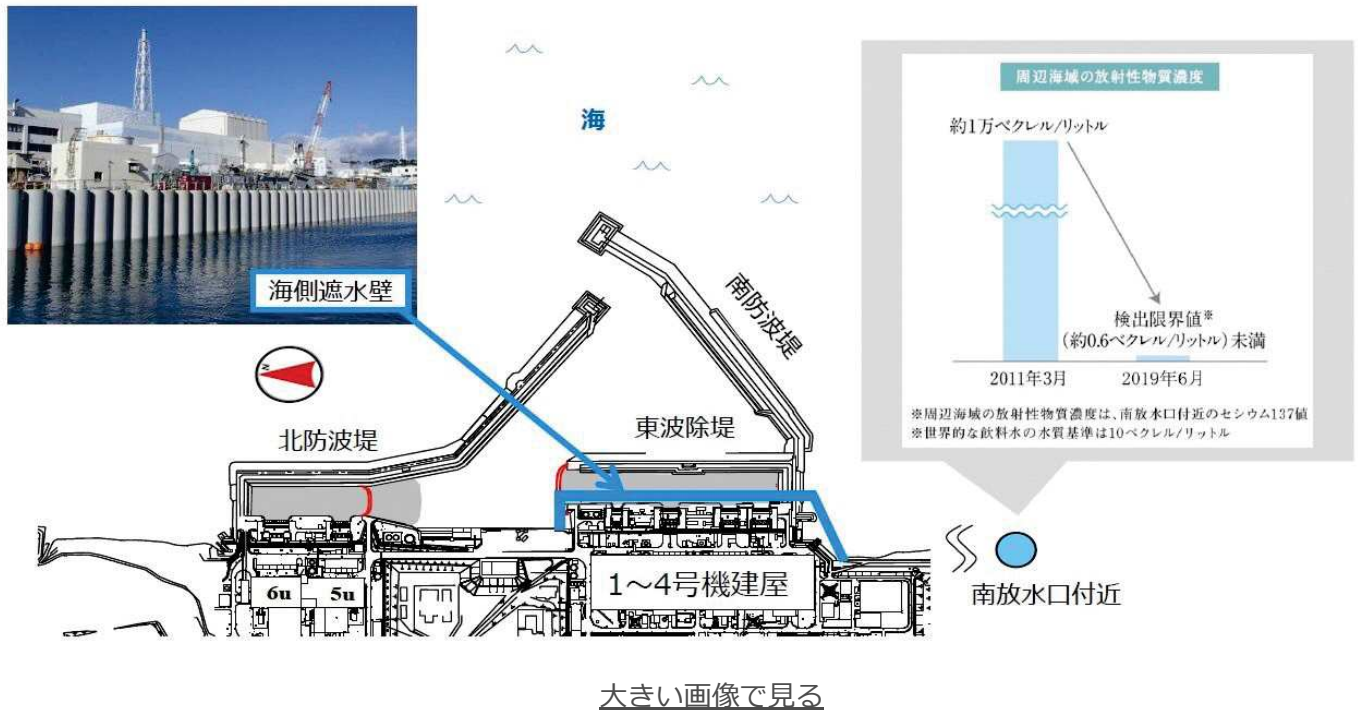 海
海側遮水壁
N
北防波堤
南防波堤
東波除堤
6u
5u
1～4号機建屋
周辺海域の放射性物質濃度
約1万ベクレル/リットル
検出限界値※
(約0.6ベクレル/リットル)未満
2011年3月
2019年6月
※周辺海域の放射性物質濃度は、南放水口付近のセシウム137値
※世界的な飲料水の水質基準は10ベクレル/リットル
南放水口付近
大きい画像で見る